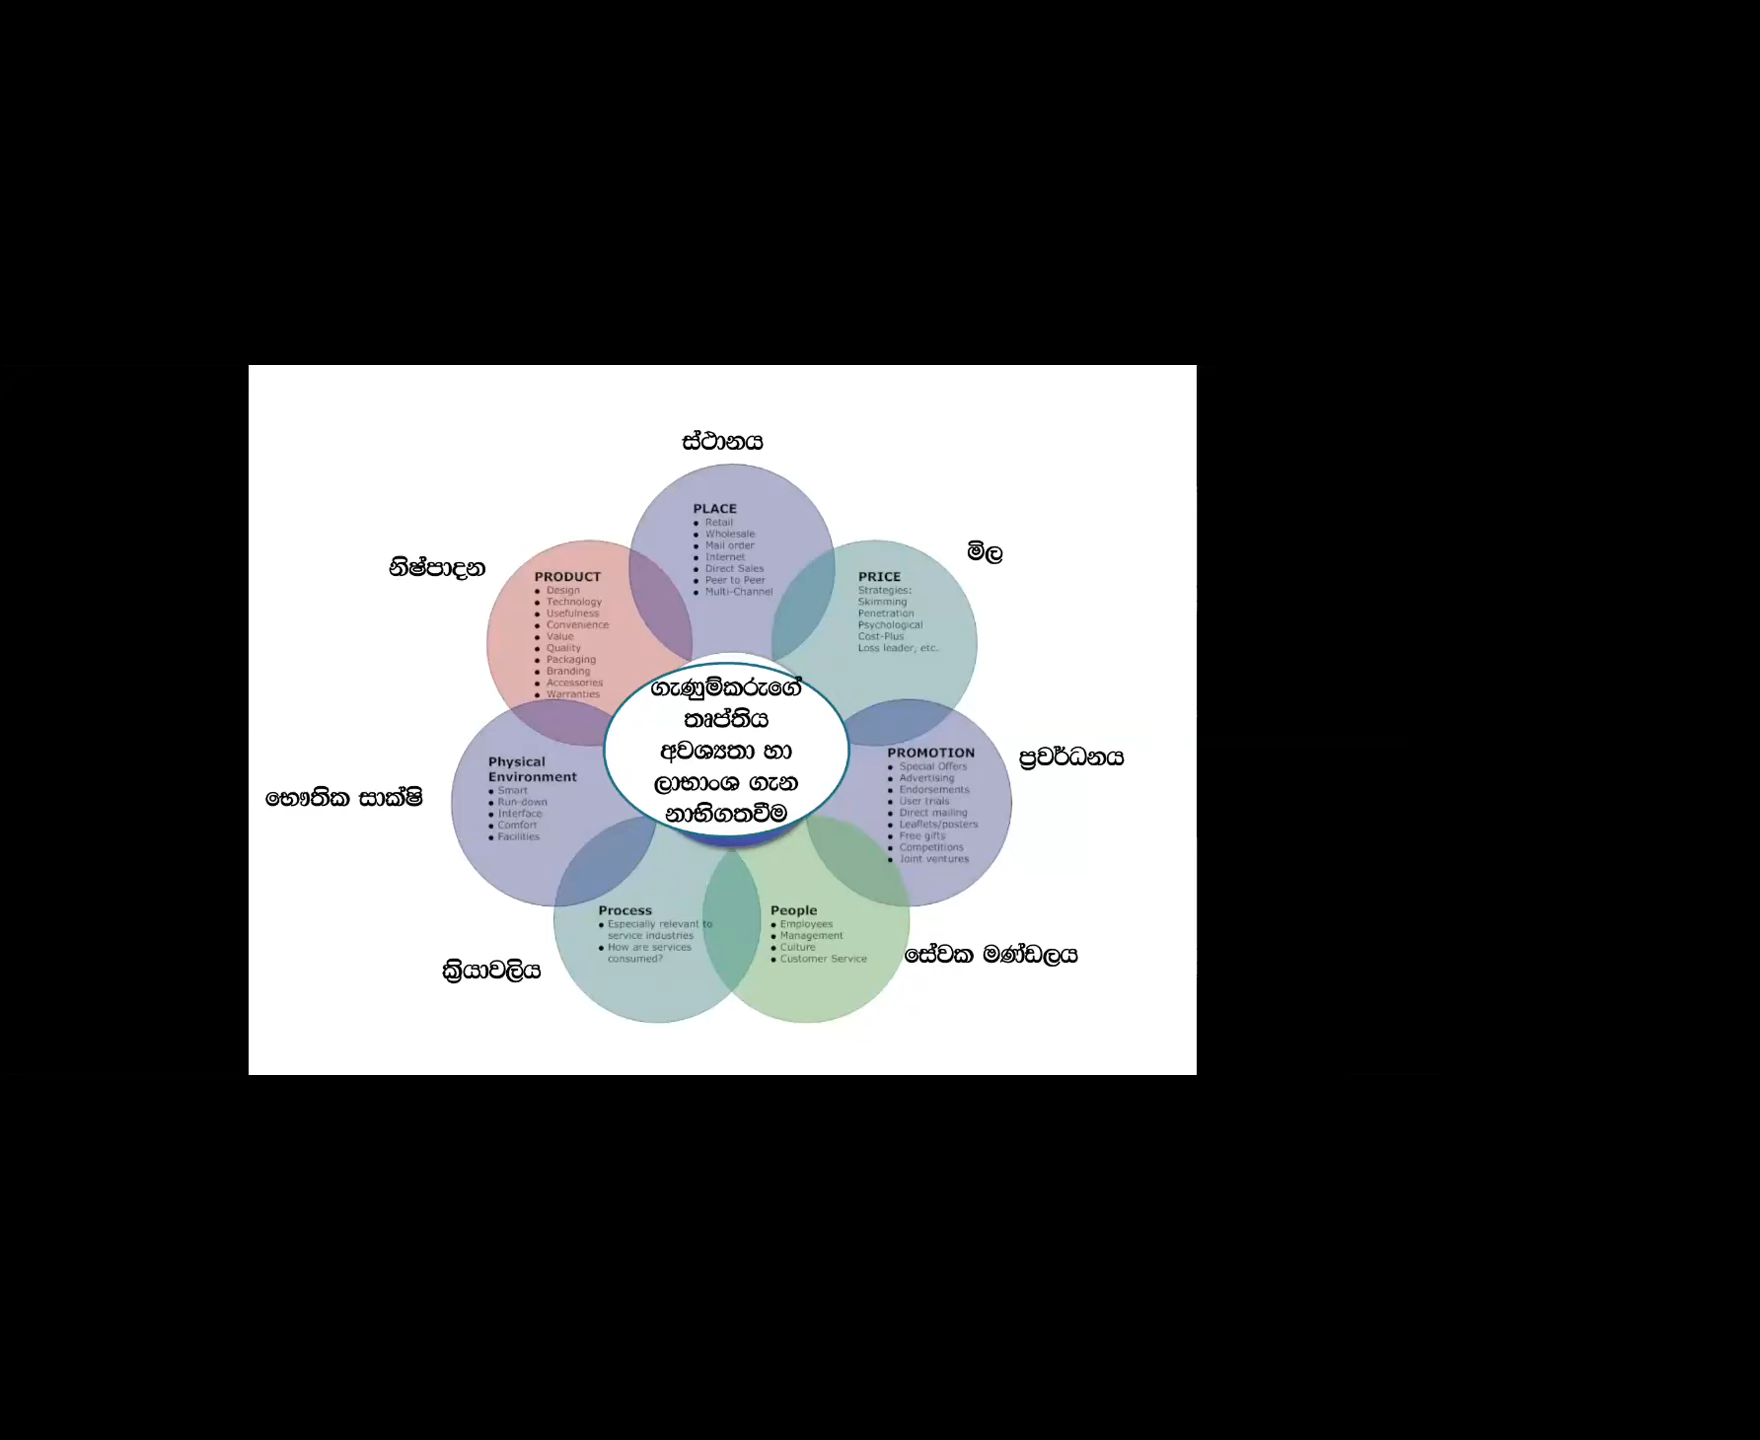 ස්ථානය
PLACE
• Retail
• Wholesale
• Mail order
• Internet
• Direct Sales
• Peer to Peer
• Multi-Channel
නිෂ්පාදන
PRODUCT
• Design
• Technology
• Usefulness
• Convenience
• Value
• Quality
• Packaging
• Branding
• Accessories
• Warranties
මිල
PRICE
Strategies:
Skimming
Penetration
Psychological
Cost-Plus
Loss leader, etc.
ගැණුම්කරුගේ
තෘප්තිය
අවශ්‍යතා හා
ලාභාංශ ගැන
නාභිගතවීම
භෞතික සාක්ෂි
Physical
Environment
• Smart
• Run-down
• Interface
• Comfort
• Facilities
ප්‍රවර්ධනය
PROMOTION
• Special Offers
• Advertising
• Endorsements
• User trials
• Direct mailing
• Leaflets/posters
• Free gifts
• Competitions
• Joint ventures
ක්‍රියාවලිය
Process
• Especially relevant to
service industries
• How are services
consumed?
සේවක මණ්ඩලය
People
• Employees
• Management
• Culture
• Customer Service